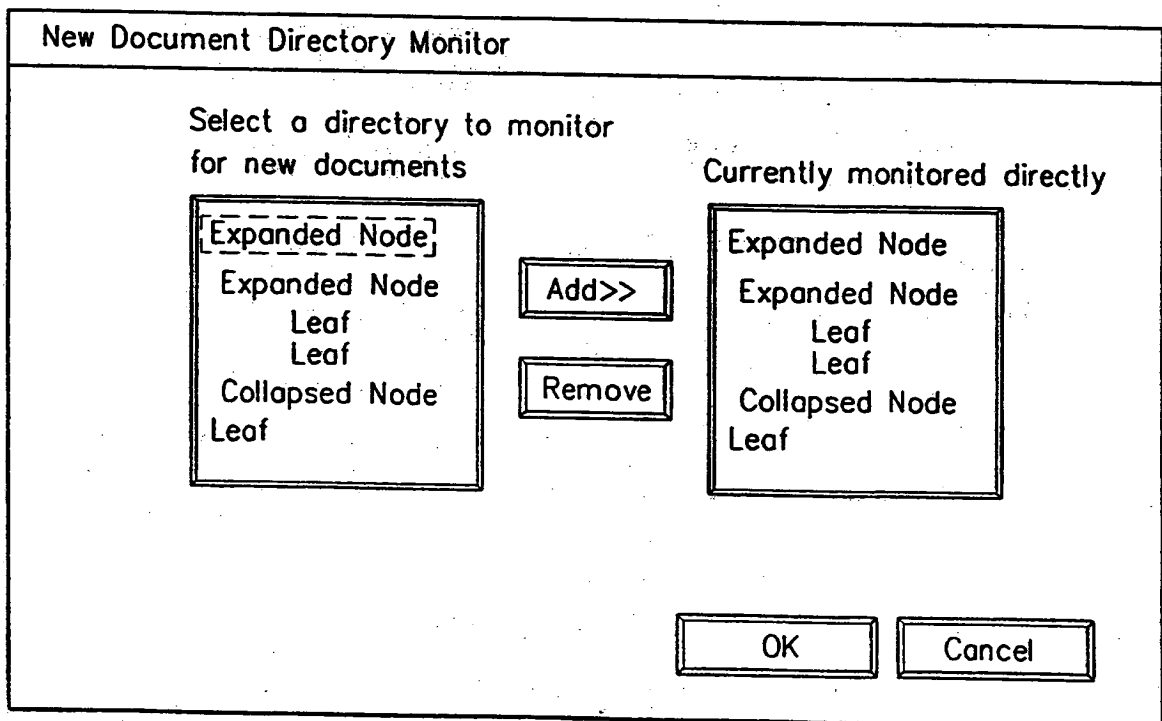 New Document Directory Monitor
Select a directory to monitor
for new documents
Currently monitored directly
Expanded Node
Expanded Node
Leaf
Leaf
Collapsed Node
Leaf
Add>>
Remove
Expanded Node
Expanded Node
Leaf
Leaf
Collapsed Node
Leaf
OK
Cancel